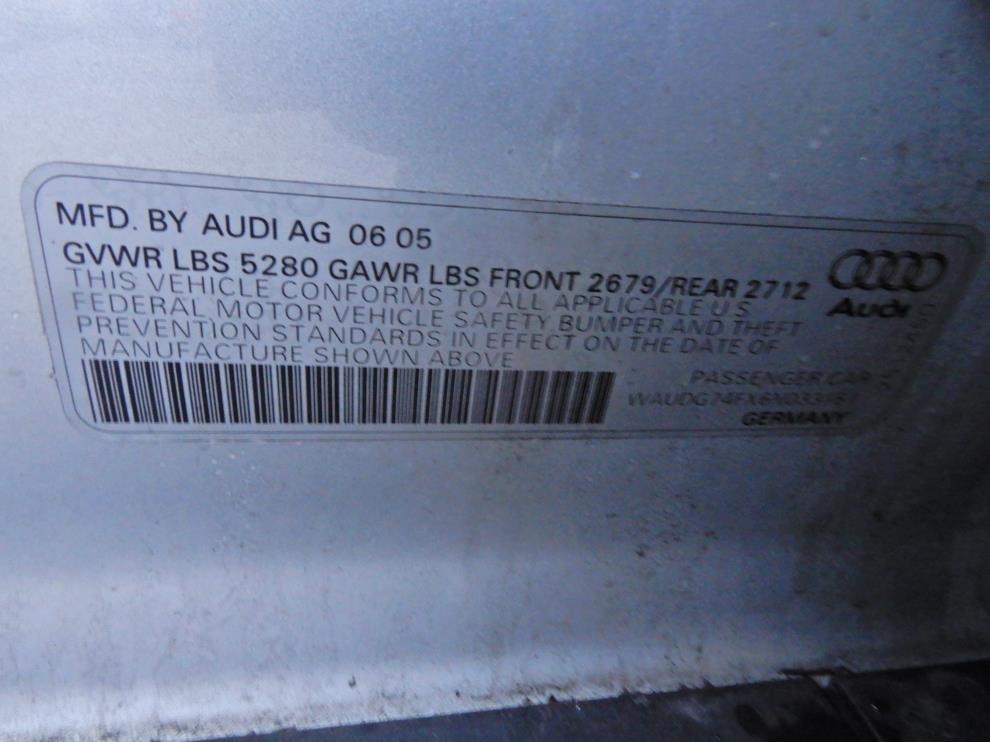 MFD. BY AUDI AG 06 05
GVWR LBS 5280 GAWR LBS FRONT 2679/REAR 2712
THIS VEHICLE CONFORMS TO ALL APPLICABLE U S
FEDERAL MOTOR VEHICLE SAFETY BUMPER AND THEFT
PREVENTION STANDARDS IN EFFECT ON THE DATE OF
MANUFACTURE SHOWN ABOVE
Audi
PASSENGER CAR
GERMANY